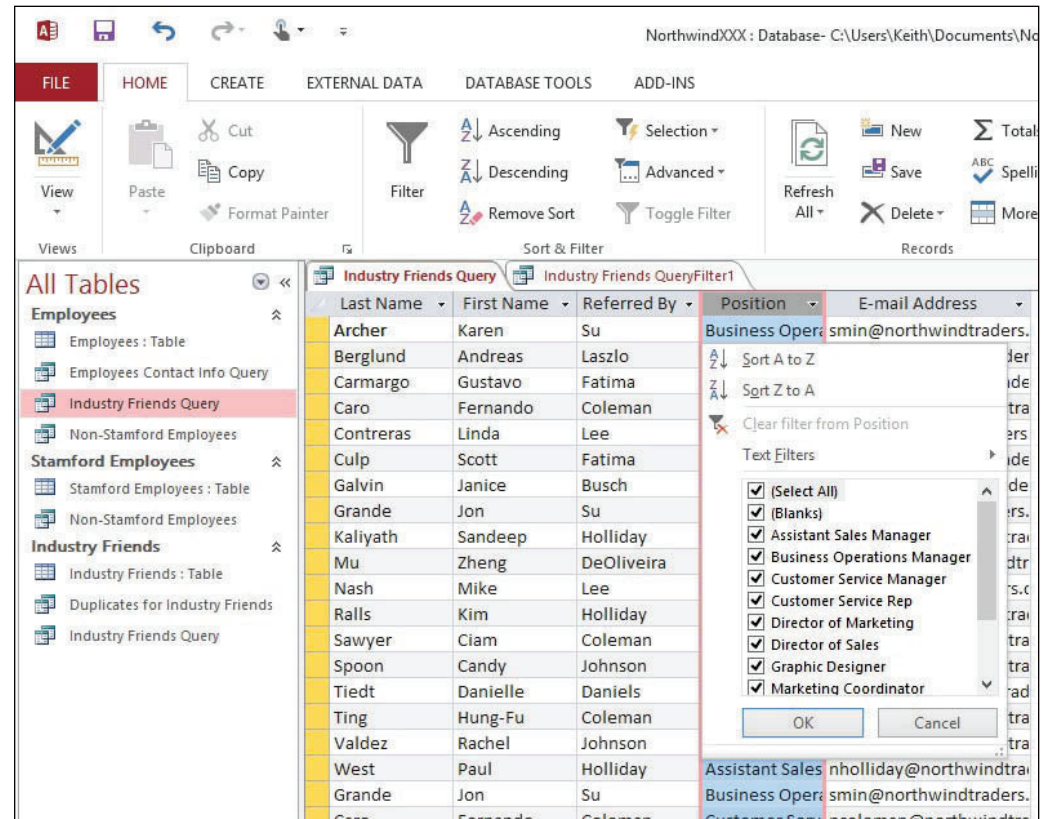 NorthwindXXX : Database- C:\Users\Keith\Documents\No
FILE HOME CREATE EXTERNAL DATA DATABASE TOOLS ADD-INS
View
Views
Paste
Cut
Copy
Format Painter
Clipboard
Filter
Ascending
Descending
Remove Sort
Selection
Advanced
Toggle Filter
Sort & Filter
Refresh
All
New
Save
Delete
Totals
ABC
Spelli
More
Records
All Tables
Employees
Employees : Table
Employees Contact Info Query
Industry Friends Query
Non-Stamford Employees
Stamford Employees
Stamford Employees : Table
Non-Stamford Employees
Industry Friends
Industry Friends : Table
Duplicates for Industry Friends
Industry Friends Query
Industry Friends Query Industry Friends QueryFilter1
Last Name First Name Referred By Position E-mail Address
Archer Karen Su Business Opera smin@northwindtraders.
Berglund Andreas Laszlo
Carmargo Gustavo Fatima
Caro Fernando Coleman
Contreras Linda Lee
Culp Scott Fatima
Galvin Janice Busch
Grande Jon Su
Kaliyath Sandeep Holliday
Mu Zheng DeOliveira
Nash Mike Lee
Ralls Kim Holliday
Sawyer Ciam Coleman
Spoon Candy Johnson
Tiedt Danielle Daniels
Ting Hung-Fu Coleman
Valdez Rachel Johnson
West Paul Holliday Assistant Sales nholliday@northwindtra
Grande Jon Su Business Opera smin@northwindtraders.
Sort A to Z
Sort Z to A
Clear filter from Position
Text Filters
(Select All)
(Blanks)
Assistant Sales Manager
Business Operations Manager
Customer Service Manager
Customer Service Rep
Director of Marketing
Director of Sales
Graphic Designer
Marketing Coordinator
OK Cancel